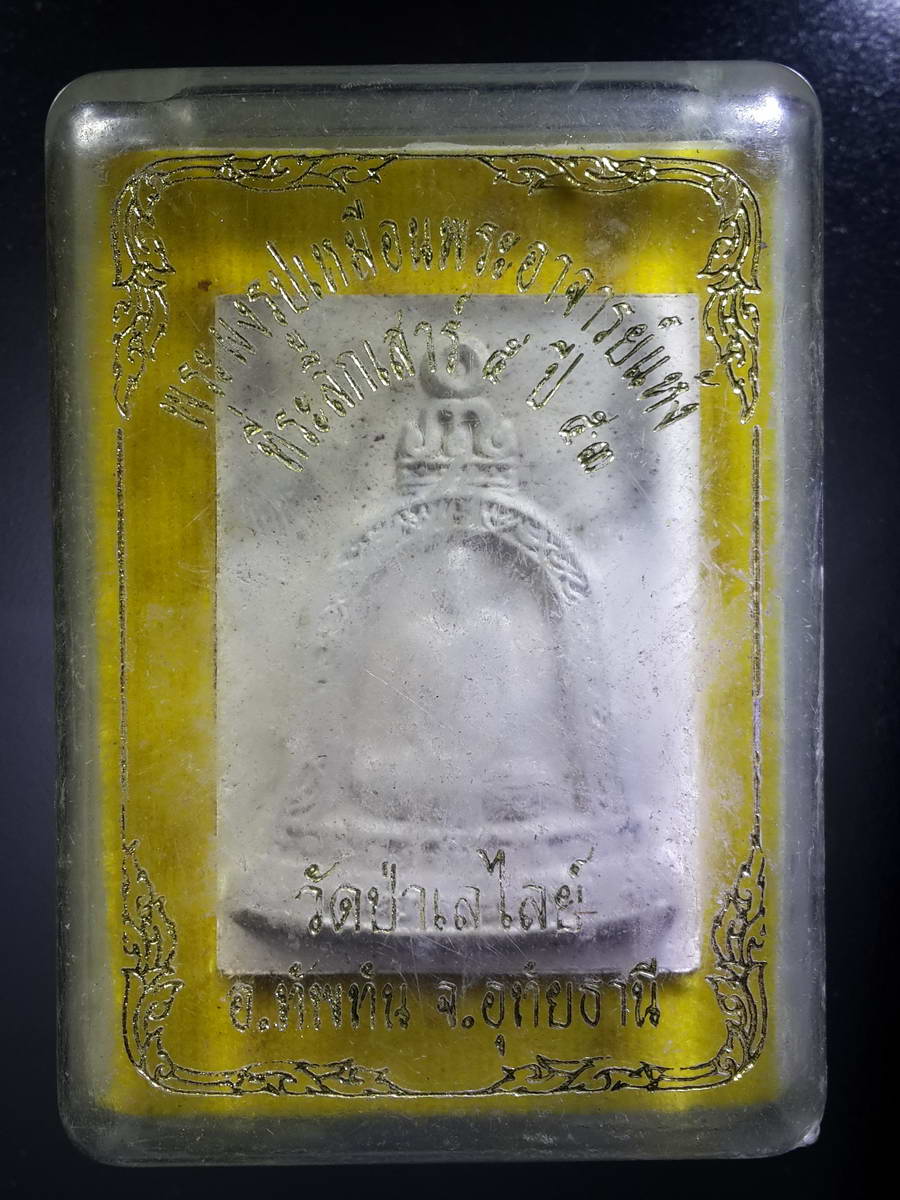 พระผงรูปเหมือนพระอาจารย์แหวง
ที่ระลึกเสาร์ ๕ ปี ๕๓
วัดป่าเลไลย์
อ.ทัพทัน จ.อุทัยธานี